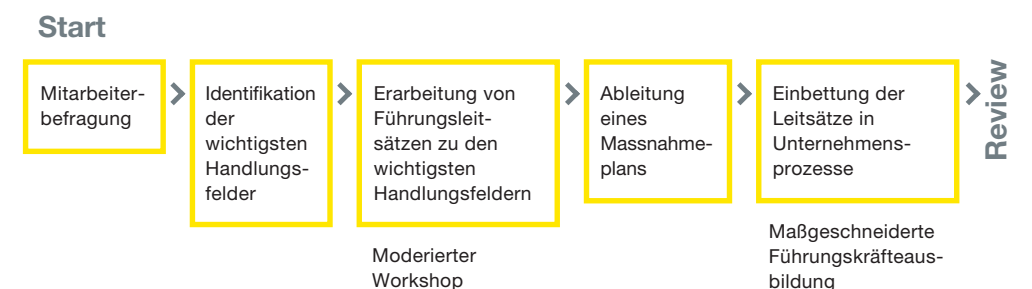 Start
Mitarbeiter-
befragung
Identifikation
der
wichtigsten
Handlungs-
felder
Erarbeitung von
Führungsleit-
sätzen zu den
wichtigsten
Handlungsfeldern
Ableitung
eines
Massnahme-
plans
Einbettung der
Leitsätze in
Unternehmens-
prozesse
Review
Moderierter
Workshop
Maßgeschneiderte
Führungskräfteaus-
bildung